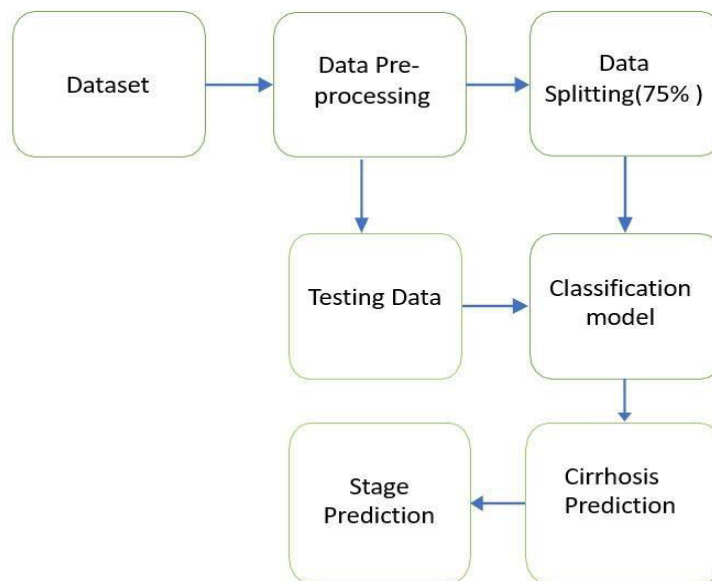 Dataset
Data Pre-
processing
Data
Splitting(75% )
Testing Data
Classification
model
Stage
Prediction
Cirrhosis
Prediction